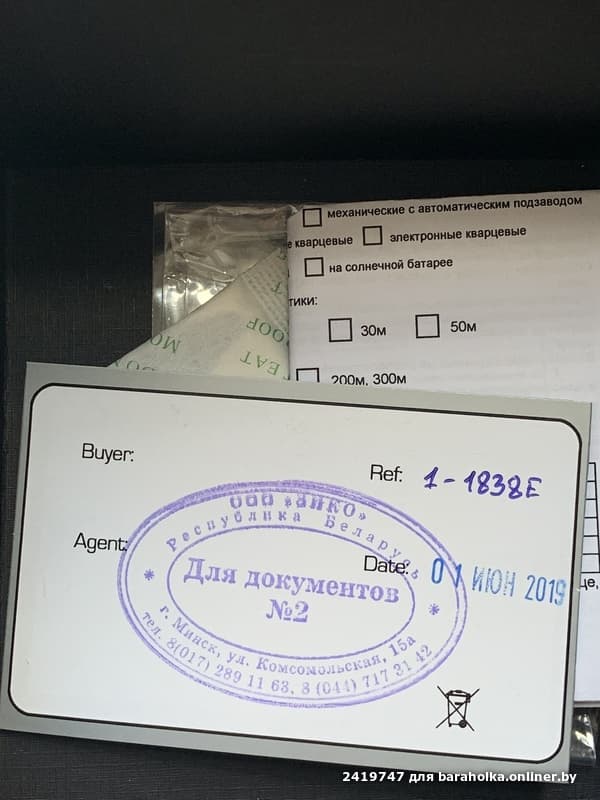 механические с автоматическим подзаводом
е кварцевые электронные кварцевые
на солнечной батарее
тики:
30м 50м
200м, 300м
Buyer:
Ref: 1-1838E
Agent:
Date: 01 ИЮН 2019
Республика Беларусь
Для документов
№2
г. Минск, ул. Комсомольская, 15а
тел. 8(017) 289 11 63, 8 (044) 717 31 42
це,
2419747 для baraholka.onliner.by